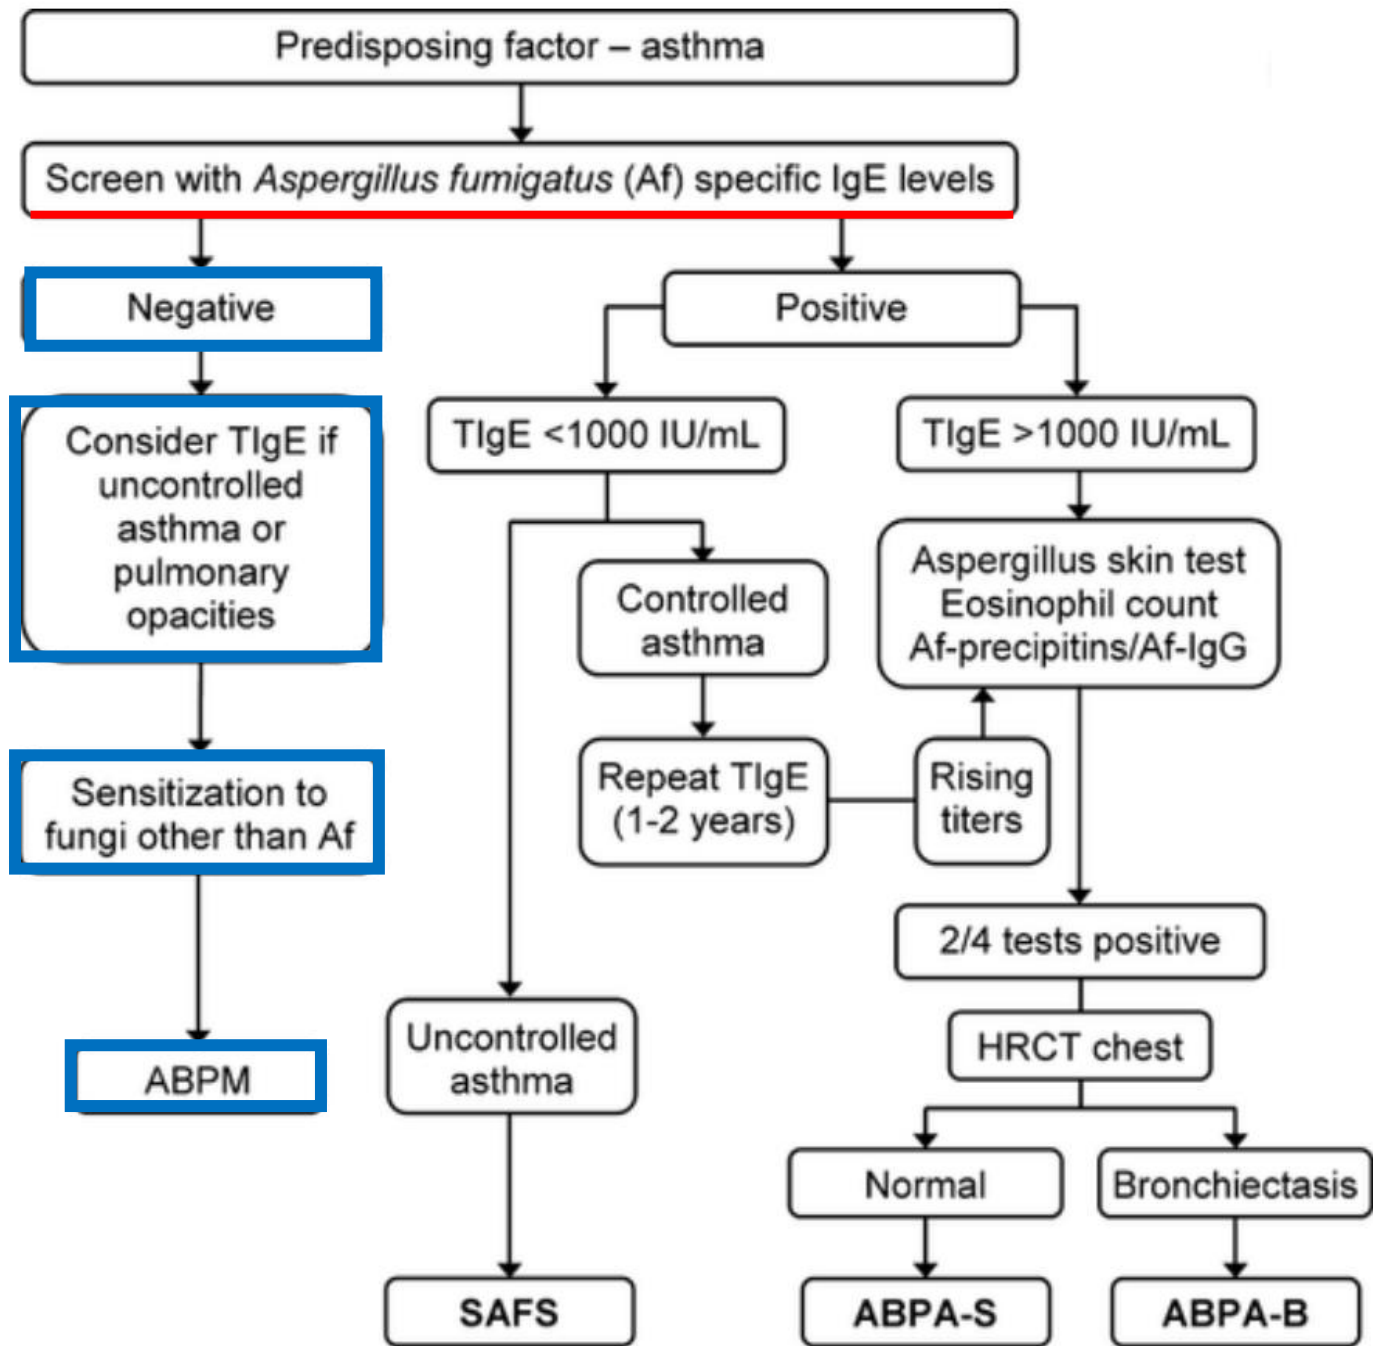 Predisposing factor – asthma
Screen with Aspergillus fumigatus (Af) specific IgE levels
Negative
Positive
Consider TIgE if
uncontrolled
asthma or
pulmonary
opacities
TIgE <1000 IU/mL
TIgE >1000 IU/mL
Controlled
asthma
Aspergillus skin test
Eosinophil count
Af-precipitins/Af-IgG
Sensitization to
fungi other than Af
Repeat TIgE
(1-2 years)
Rising
titers
2/4 tests positive
ABPM
Uncontrolled
asthma
HRCT chest
Normal
Bronchiectasis
SAFS
ABPA-S
ABPA-B